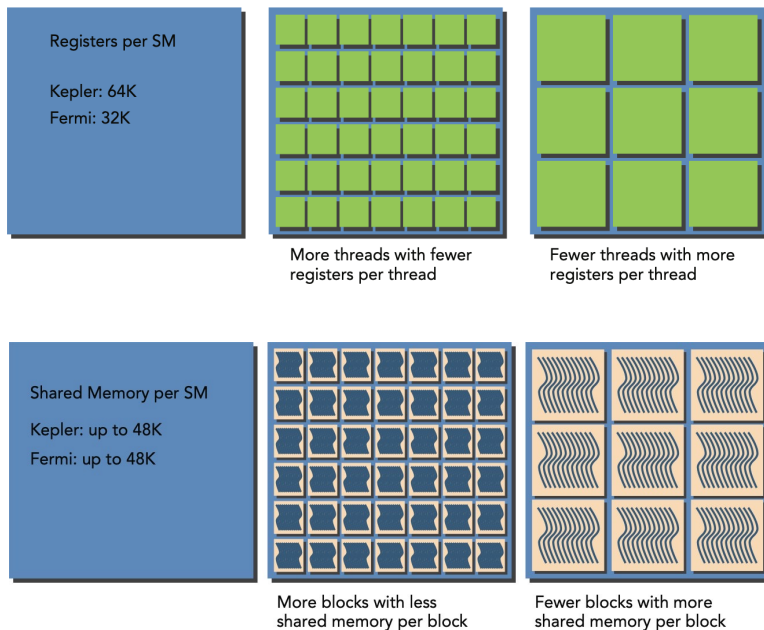 Registers per SM
Kepler: 64K
Fermi: 32K
More threads with fewer
registers per thread
Fewer threads with more
registers per thread
Shared Memory per SM
Kepler: up to 48K
Fermi: up to 48K
More blocks with less
shared memory per block
Fewer blocks with more
shared memory per block